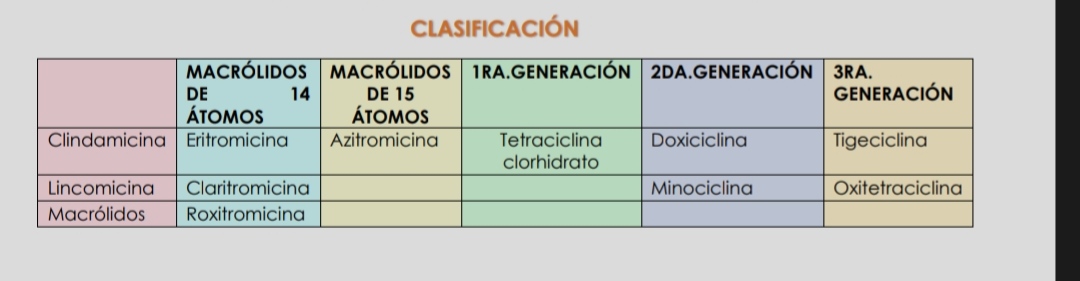 CLASIFICACIÓN
MACRÓLIDOS DE 14 ÁTOMOS
MACRÓLIDOS DE 15 ÁTOMOS
1RA.GENERACIÓN
2DA.GENERACIÓN
3RA. GENERACIÓN
Clindamicina Eritromicina Azitromicina Tetraciclina clorhidrato Doxiciclina Tigeciclina
Lincomicina Claritromicina Minociclina Oxitetraciclina
Macrólidos Roxitromicina